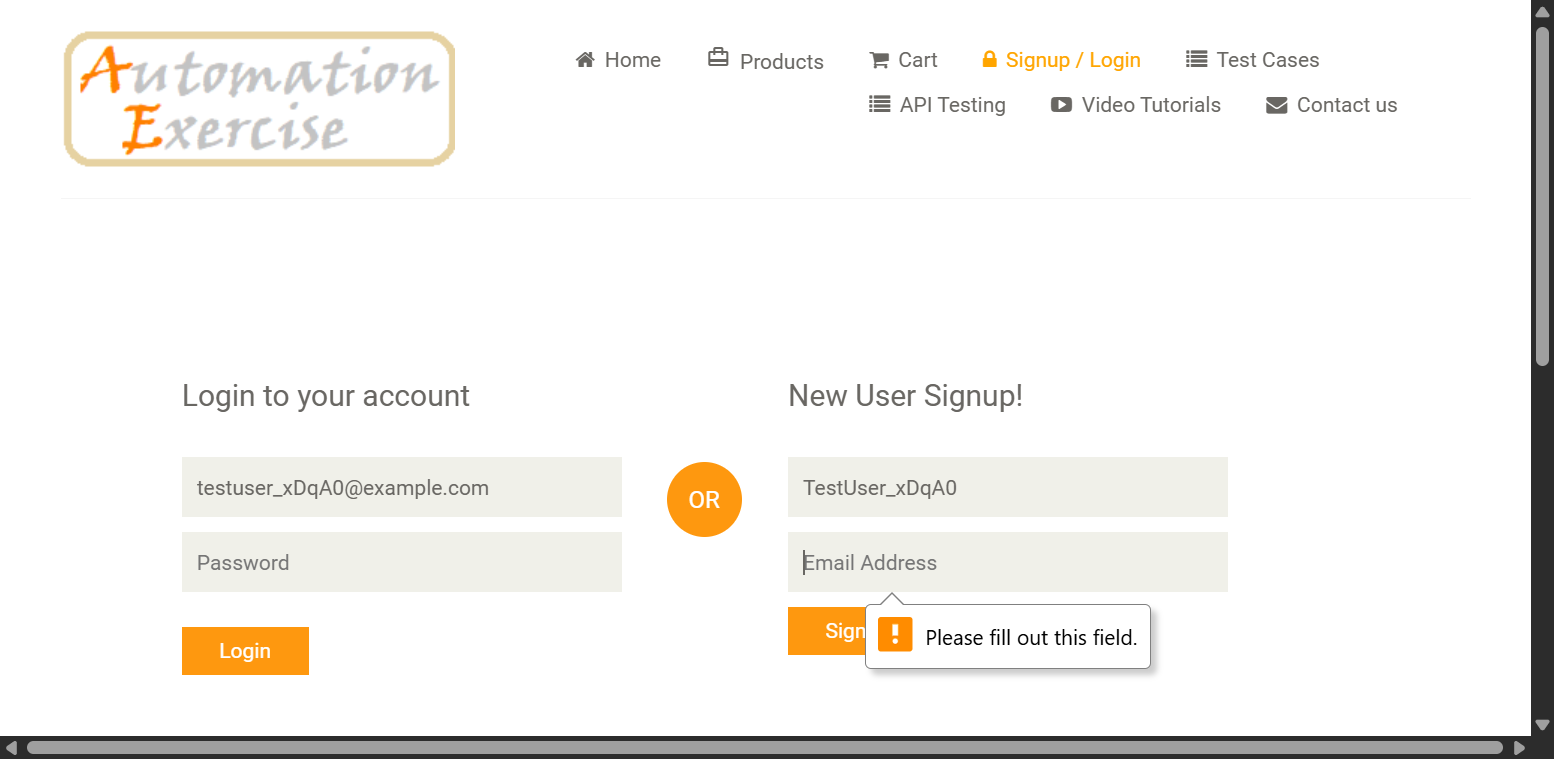 Automation
Exercise
Home
Products
Cart
Signup / Login
Test Cases
API Testing
Video Tutorials
Contact us
Login to your account
New User Signup!
testuser_xDqA0@example.com
OR
TestUser_xDqA0
Password
Email Address
Login
Sign
Please fill out this field.